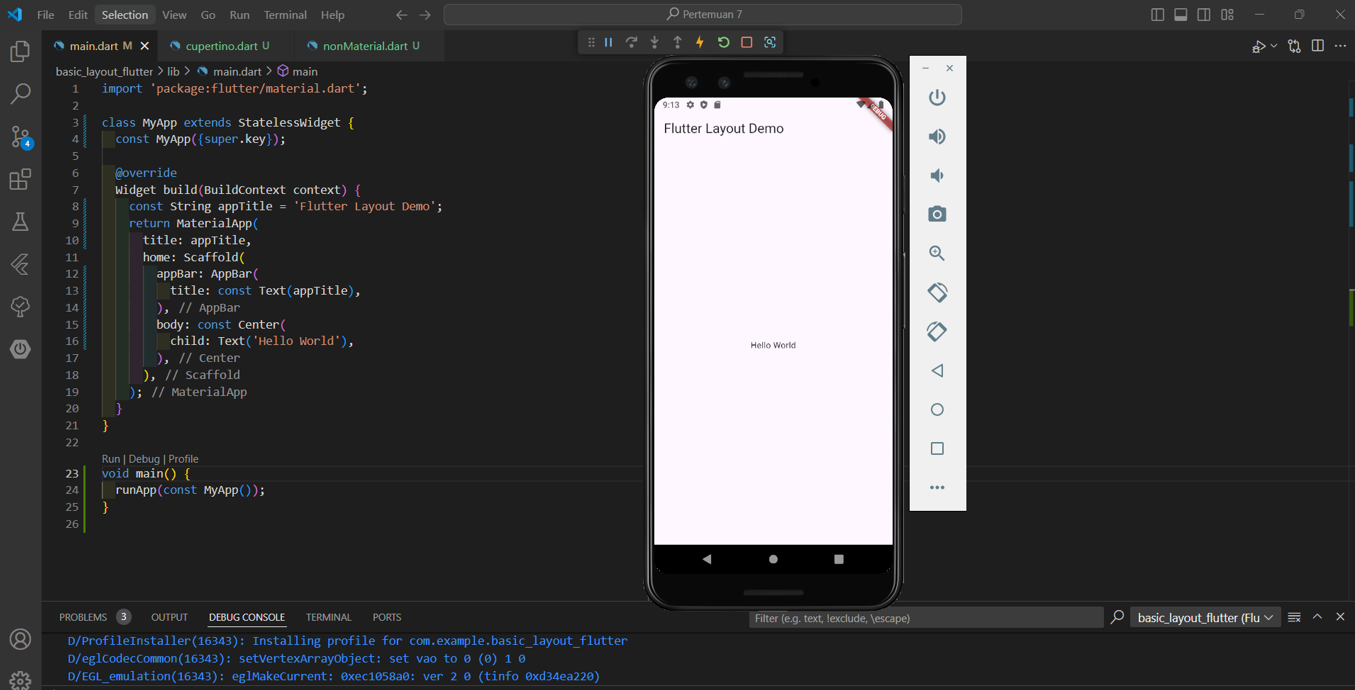 File Edit Selection View Go Run Terminal Help
Pertemuan 7
main.dart M
cupertino.dart U
nonMaterial.dart U
basic_layout_flutter > lib > main.dart > main
1 import 'package:flutter/material.dart';
2
3 class MyApp extends StatelessWidget {
4 const MyApp({super.key});
5
6 @override
7 Widget build(BuildContext context) {
8 const String appTitle = 'Flutter Layout Demo';
9 return MaterialApp(
10 title: appTitle,
11 home: Scaffold(
12 appBar: AppBar(
13 title: const Text(appTitle),
14 ), // AppBar
15 body: const Center(
16 child: Text('Hello World'),
17 ), // Center
18 ), // Scaffold
19 ); // MaterialApp
20 }
21 }
22
Run | Debug | Profile
23 void main() {
24 runApp(const MyApp());
25 }
26
4
9:13
DEBUG
Flutter Layout Demo
Hello World
PROBLEMS 3 OUTPUT DEBUG CONSOLE TERMINAL PORTS
Filter (e.g. text, !exclude, \escape)
basic_layout_flutter (Flu
D/ProfileInstaller(16343): Installing profile for com.example.basic_layout_flutter
D/eglCodecCommon(16343): setVertexArrayObject: set vao to 0 (0) 1 0
D/EGL_emulation(16343): eglMakeCurrent: 0xec1058a0: ver 2 0 (tinfo 0xd34ea220)